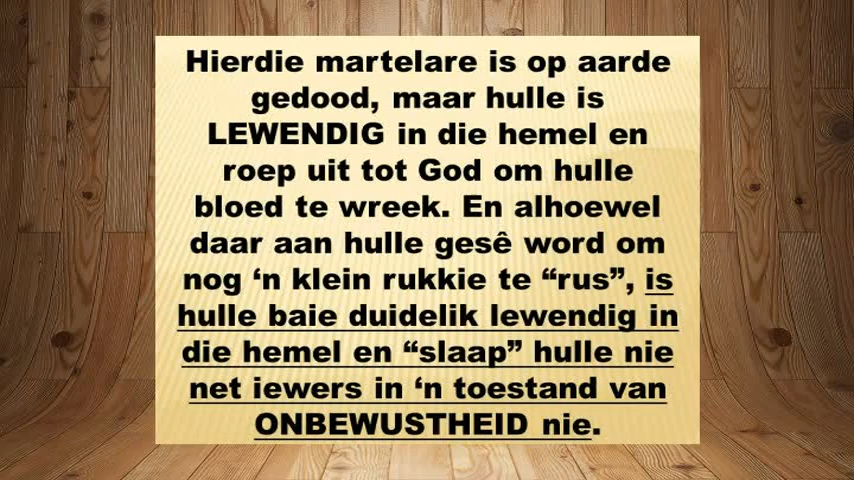 Hierdie martelare is op aarde
gedood, maar hulle is
LEWENDIG in die hemel en
roep uit tot God om hulle
bloed te wreek. En alhoewel
daar aan hulle gesê word om
nog ‘n klein rukkie te “rus”, is
hulle baie duidelik lewendig in
die hemel en “slaap” hulle nie
net iewers in ‘n toestand van
ONBEWUSTHEID nie.